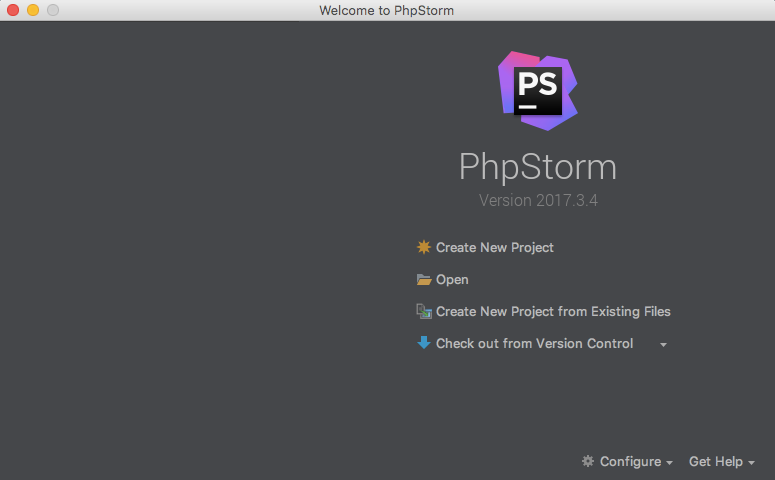 Welcome to PhpStorm
PS
PhpStorm
Version 2017.3.4
Create New Project
Open
Create New Project from Existing Files
Check out from Version Control
Configure Get Help